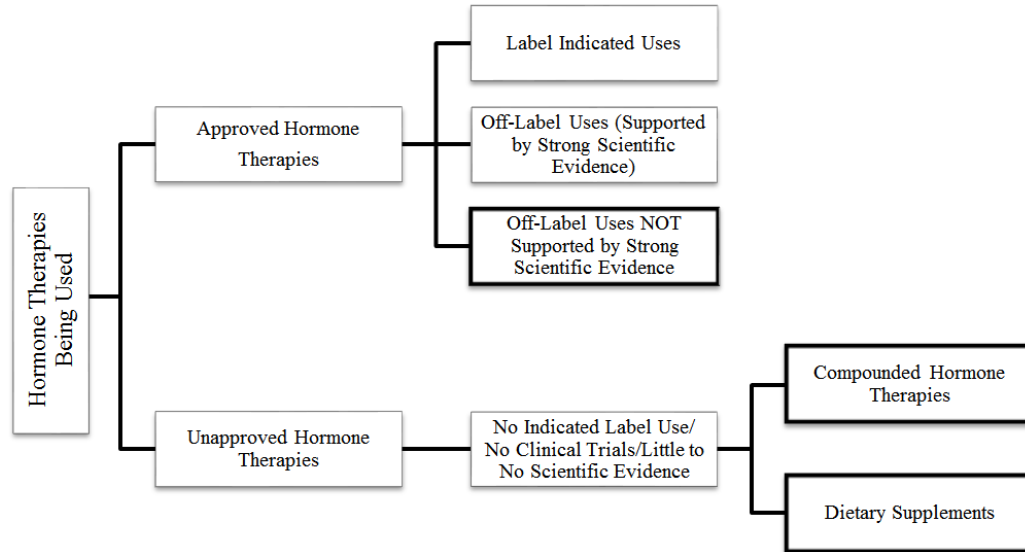 Label Indicated Uses
Approved Hormone
Therapies
Off-Label Uses (Supported
by Strong Scientific
Evidence)
Off-Label Uses NOT
Supported by Strong
Scientific Evidence
Hormone Therapies
Being Used
Unapproved Hormone
Therapies
No Indicated Label Use/
No Clinical Trials/Little to
No Scientific Evidence
Compounded Hormone
Therapies
Dietary Supplements